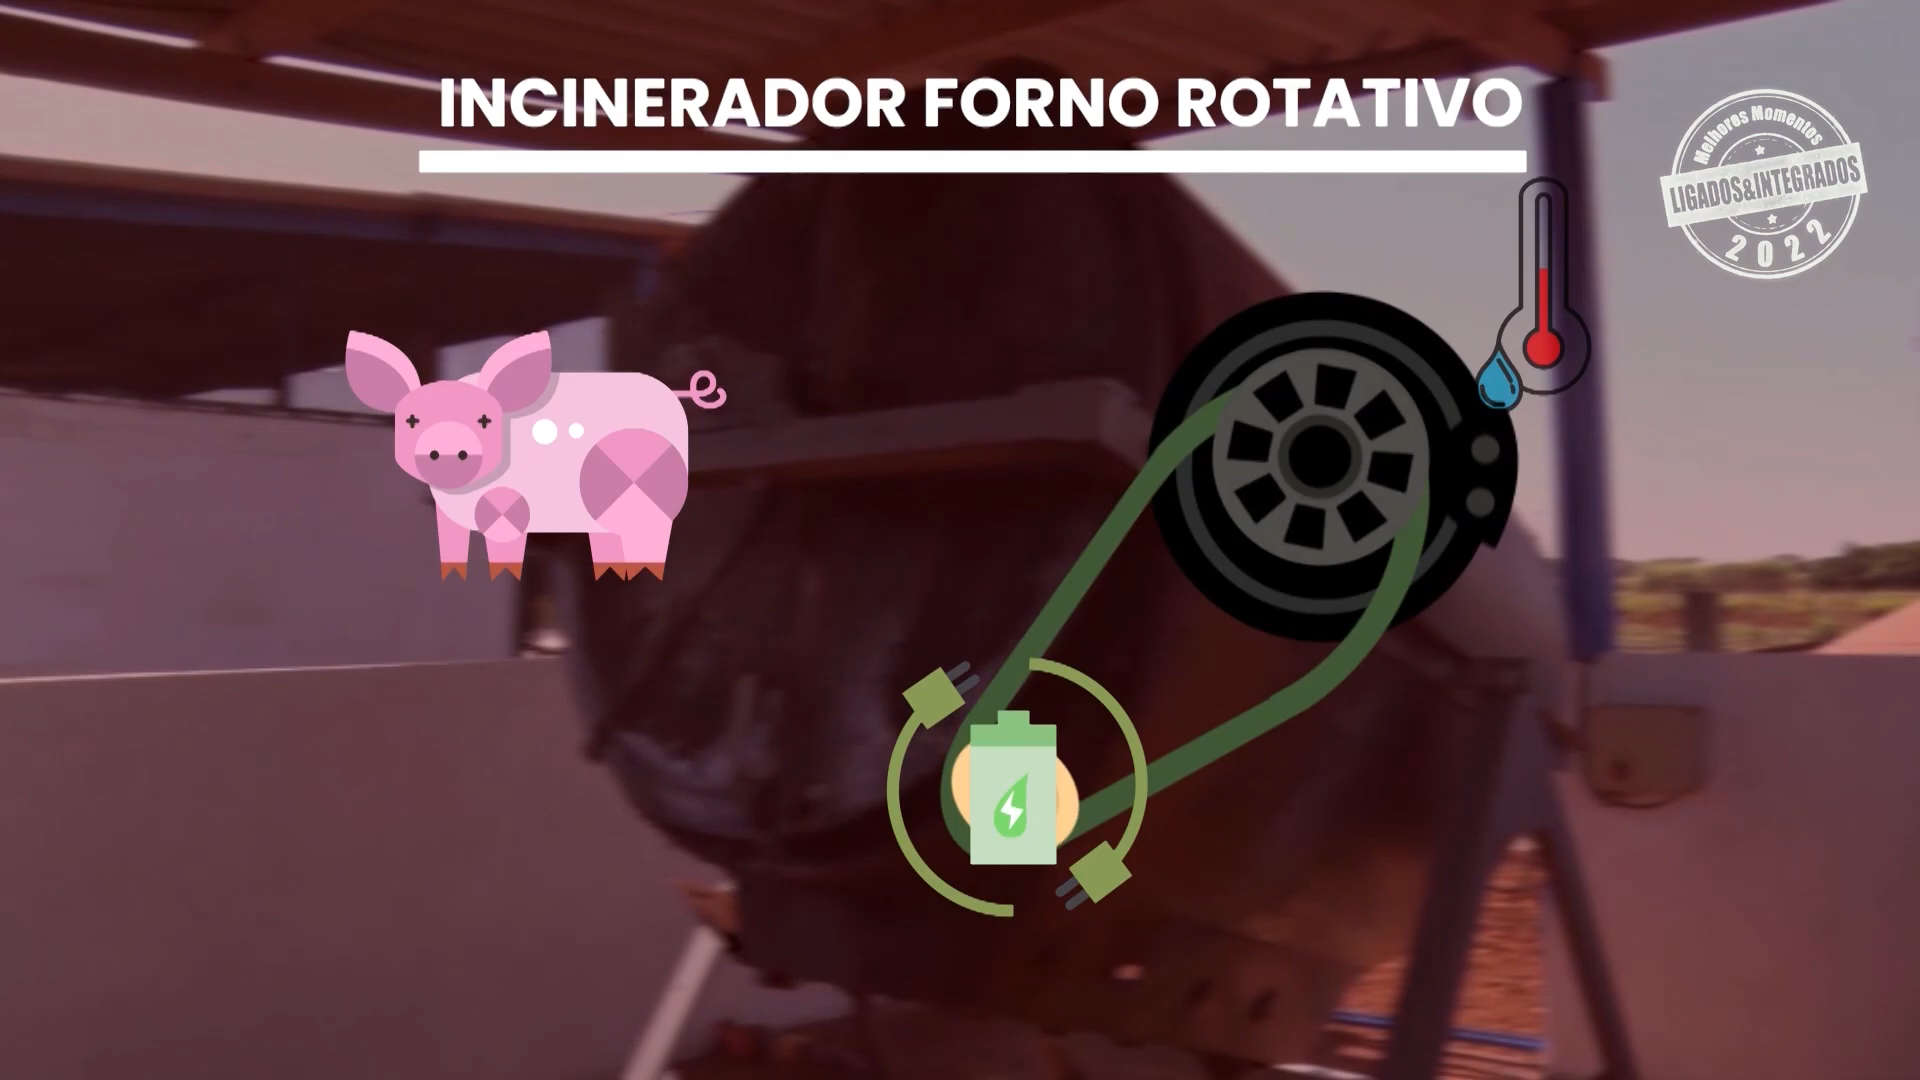 INCINERADOR FORNO ROTATIVO
Melhores Momentos
LIGADOS&INTEGRADOS
2022